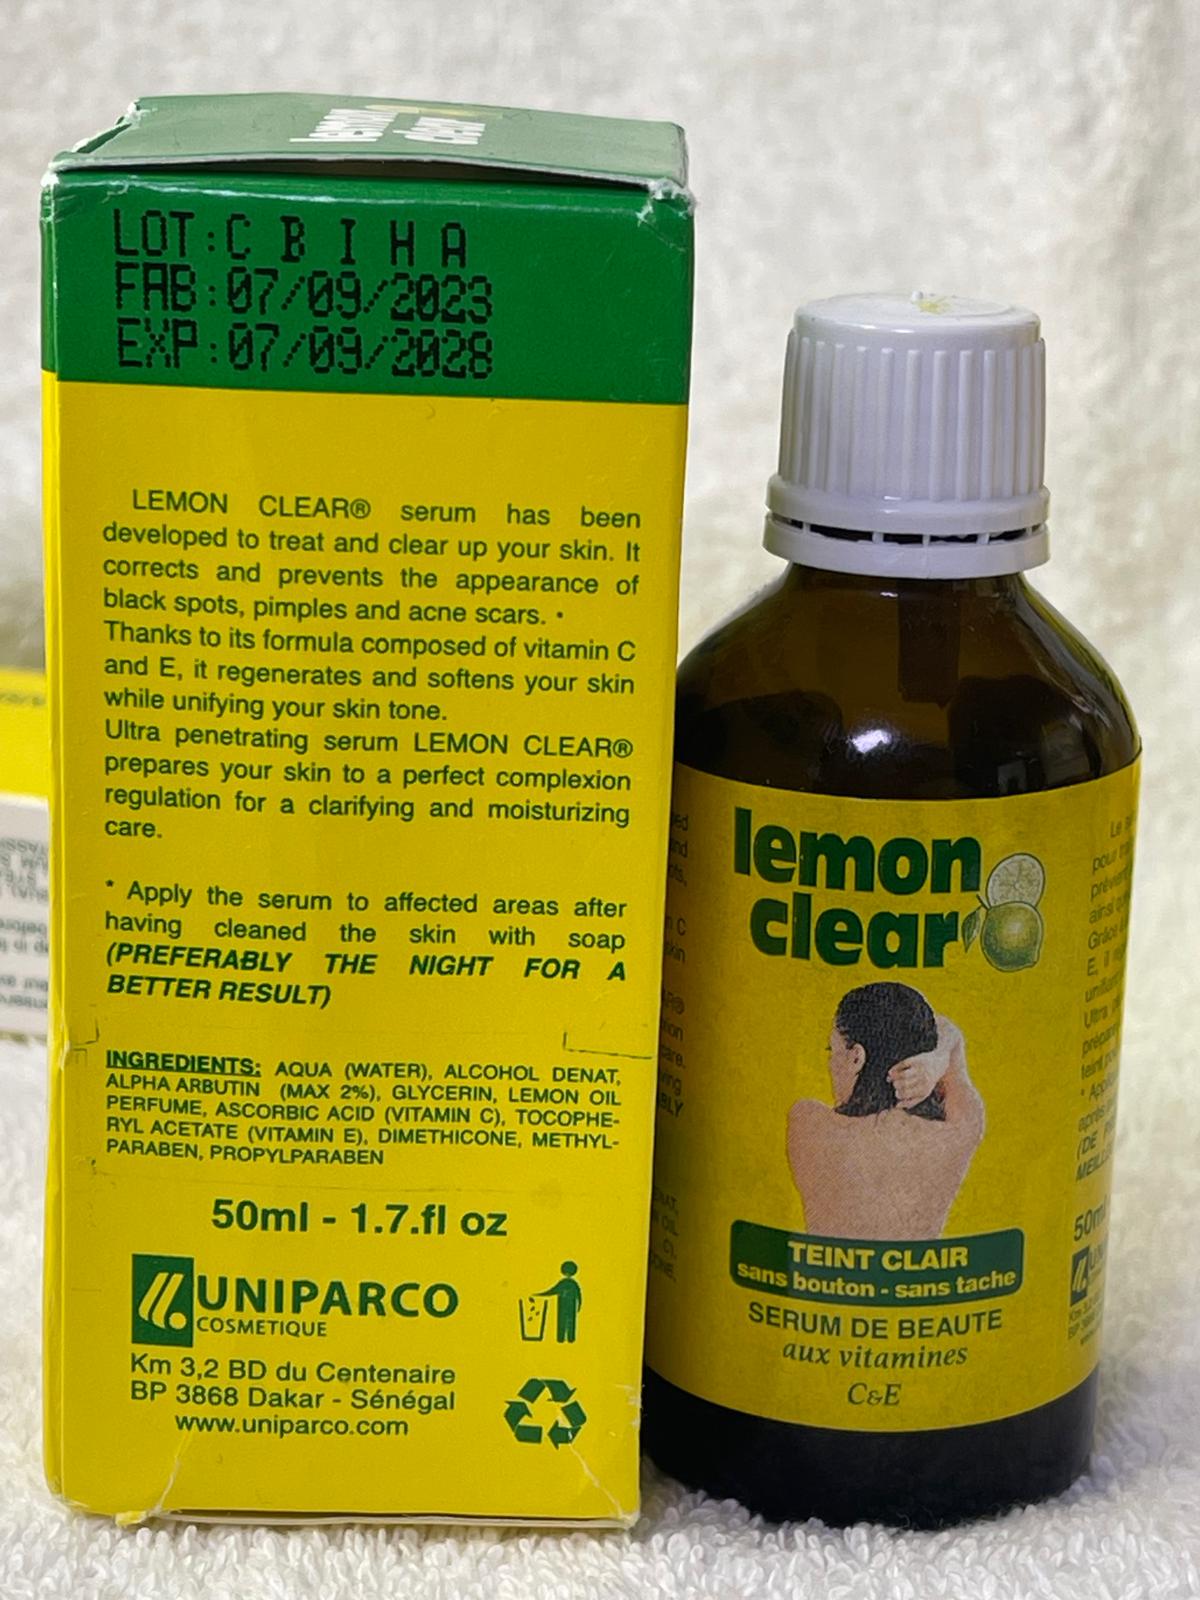 lemon
clear
LOT:CBIHA
FAB:07/09/2023
EXP:07/09/2028
LEMON CLEAR® serum has been
developed to treat and clear up your skin. It
corrects and prevents the appearance of
black spots, pimples and acne scars. •
Thanks to its formula composed of vitamin C
and E, it regenerates and softens your skin
while unifying your skin tone.
Ultra penetrating serum LEMON CLEAR®
prepares your skin to a perfect complexion
regulation for a clarifying and moisturizing
care.
* Apply the serum to affected areas after
having cleaned the skin with soap
(PREFERABLY THE NIGHT FOR A
BETTER RESULT)
INGREDIENTS: AQUA (WATER), ALCOHOL DENAT,
ALPHA ARBUTIN (MAX 2%), GLYCERIN, LEMON OIL
PERFUME, ASCORBIC ACID (VITAMIN C), TOCOPHE-
RYL ACETATE (VITAMIN E), DIMETHICONE, METHYL-
PARABEN, PROPYLPARABEN
50ml - 1.7.fl oz
UNIPARCO
COSMETIQUE
Km 3,2 BD du Centenaire
BP 3868 Dakar - Sénégal
www.uniparco.com
lemon
clear
TEINT CLAIR
sans bouton - sans tache
SERUM DE BEAUTE
aux vitamines
C&E
Le
pour
E, il
Ultra
50ml